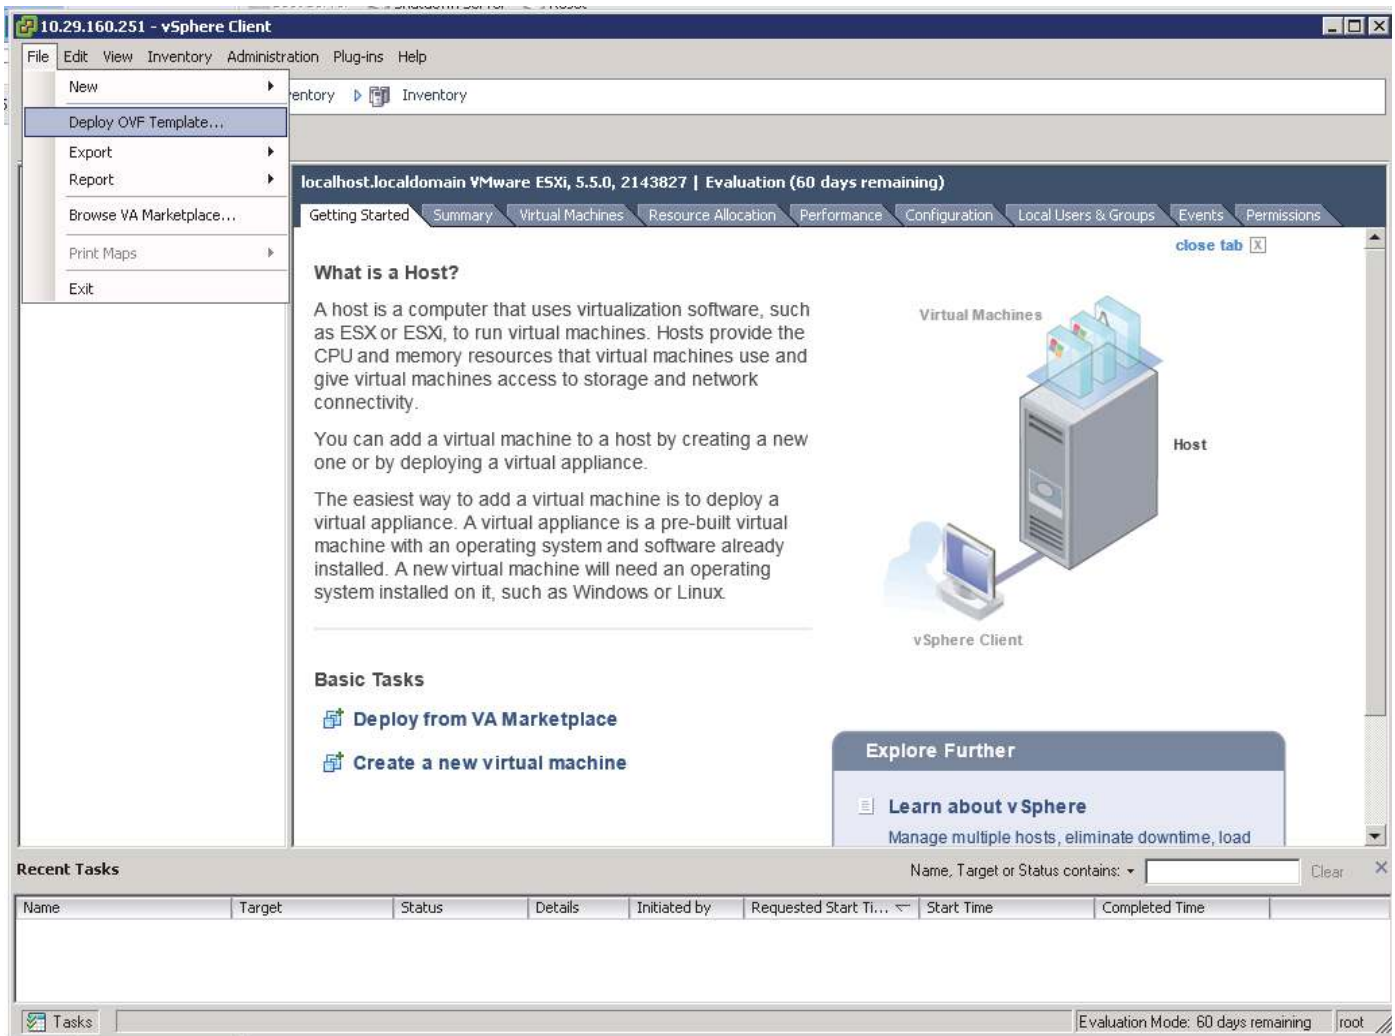 10.29.160.251 - vSphere Client
File Edit View Inventory Administration Plug-ins Help
New
entory Inventory
Deploy OVF Template...
Export
Report
Browse VA Marketplace...
Print Maps
Exit
localhost.localdomain VMware ESXi, 5.5.0, 2143827 | Evaluation (60 days remaining)
Getting Started Summary Virtual Machines Resource Allocation Performance Configuration Local Users & Groups Events Permissions
close tab X
What is a Host?
A host is a computer that uses virtualization software, such
as ESX or ESXi, to run virtual machines. Hosts provide the
CPU and memory resources that virtual machines use and
give virtual machines access to storage and network
connectivity.
You can add a virtual machine to a host by creating a new
one or by deploying a virtual appliance.
The easiest way to add a virtual machine is to deploy a
virtual appliance. A virtual appliance is a pre-built virtual
machine with an operating system and software already
installed. A new virtual machine will need an operating
system installed on it, such as Windows or Linux.
Virtual Machines
Host
vSphere Client
Basic Tasks
Deploy from VA Marketplace
Create a new virtual machine
Explore Further
Learn about vSphere
Manage multiple hosts, eliminate downtime, load
Recent Tasks
Name, Target or Status contains: Clear
Name Target Status Details Initiated by Requested Start Ti... Start Time Completed Time
Tasks
Evaluation Mode: 60 days remaining root